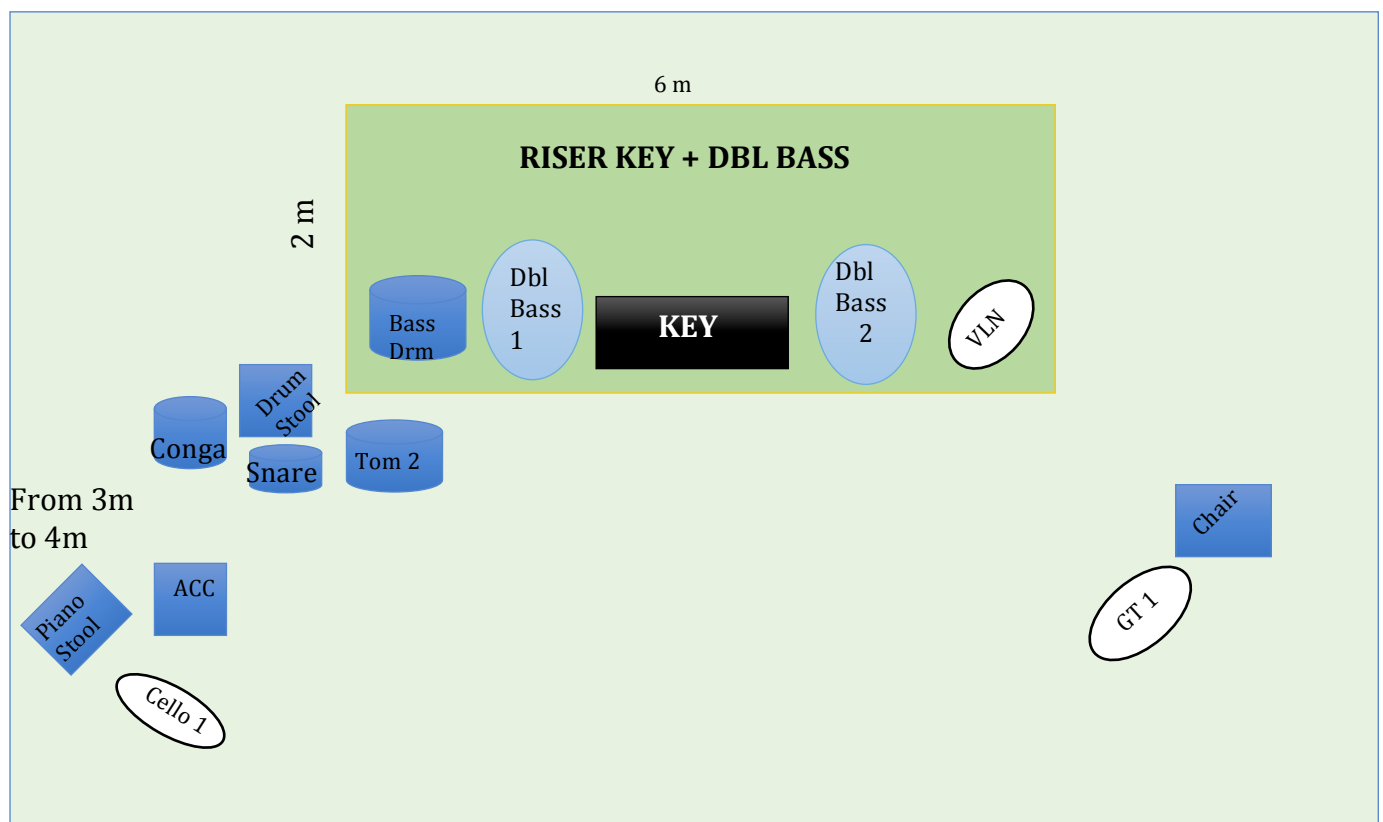 6 m
RISER KEY + DBL BASS
2 m
Bass
Drm
Dbl
Bass
1
KEY
Dbl
Bass
2
VLN
Drum
Stool
Conga
Snare
Tom 2
From 3m
to 4m
Chair
ACC
Piano
Stool
GT 1
Cello 1